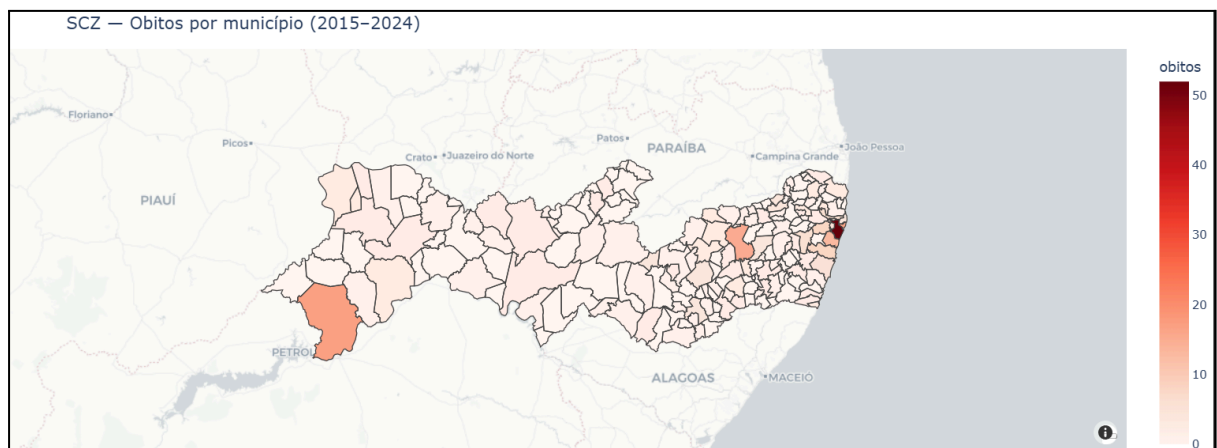 SCZ — Obitos por município (2015–2024)
obitos
50
40
30
20
10
0
Floriano
Picos
Crato
Juazeiro do Norte
Patos
PARAÍBA
Campina Grande
João Pessoa
PIAUÍ
PETROL
ALAGOAS
MACEIÓ